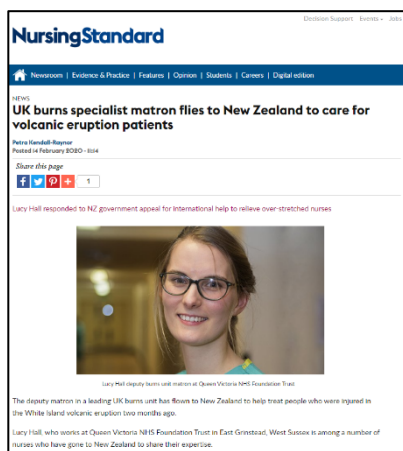 Decision Support Events Jobs
NursingStandard
Newsroom | Evidence & Practice | Features | Opinion | Students | Careers | Digital edition
NEWS
UK burns specialist matron flies to New Zealand to care for
volcanic eruption patients
Petra Kendall-Raynor
Posted 14 February 2020 - 11:14
Share this page
1
Lucy Hall responded to NZ government appeal for international help to relieve over-stretched nurses
Lucy Hall deputy burns unit matron at Queen Victoria NHS Foundation Trust
The deputy matron in a leading UK burns unit has flown to New Zealand to help treat people who were injured in
the White Island volcanic eruption two months ago.
Lucy Hall, who works at Queen Victoria NHS Foundation Trust in East Grinstead, West Sussex is among a number of
nurses who have gone to New Zealand to share their expertise.